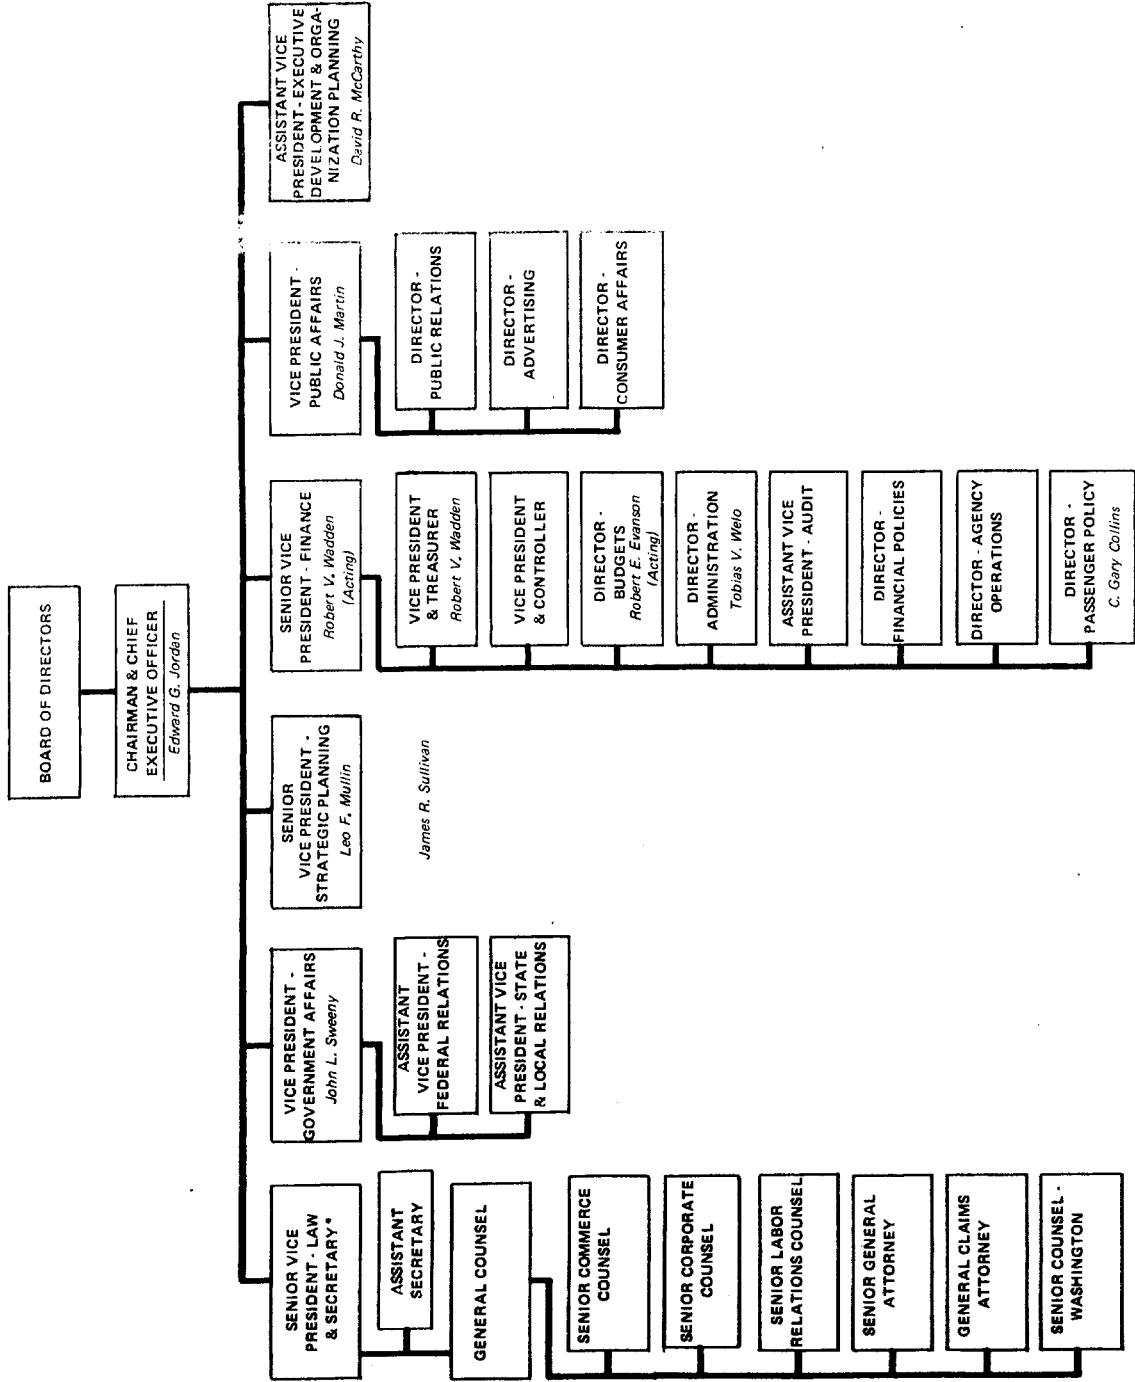 BOARD OF DIRECTORS
CHAIRMAN & CHIEF
EXECUTIVE OFFICER
Edward G. Jordan
SENIOR VICE
PRESIDENT - LAW
& SECRETARY*
ASSISTANT
SECRETARY
GENERAL COUNSEL
SENIOR COMMERCE
COUNSEL
SENIOR CORPORATE
COUNSEL
SENIOR LABOR
RELATIONS COUNSEL
SENIOR GENERAL
ATTORNEY
GENERAL CLAIMS
ATTORNEY
SENIOR COUNSEL -
WASHINGTON
VICE PRESIDENT -
GOVERNMENT AFFAIRS
John L. Sweeny
ASSISTANT
VICE PRESIDENT -
FEDERAL RELATIONS
ASSISTANT VICE
PRESIDENT - STATE
& LOCAL RELATIONS
SENIOR
VICE PRESIDENT -
STRATEGIC PLANNING
Leo F. Mullin
James R. Sullivan
SENIOR VICE
PRESIDENT - FINANCE
Robert V. Wadden
(Acting)
VICE PRESIDENT
& TREASURER
Robert V. Wadden
VICE PRESIDENT
& CONTROLLER
DIRECTOR -
BUDGETS
Robert E. Evanson
(Acting)
DIRECTOR -
ADMINISTRATION
Tobias V. Welo
ASSISTANT VICE
PRESIDENT - AUDIT
DIRECTOR -
FINANCIAL POLICIES
DIRECTOR - AGENCY
OPERATIONS
DIRECTOR -
PASSENGER POLICY
C. Gary Collins
VICE PRESIDENT -
PUBLIC AFFAIRS
Donald J. Martin
DIRECTOR -
PUBLIC RELATIONS
DIRECTOR -
ADVERTISING
DIRECTOR -
CONSUMER AFFAIRS
ASSISTANT VICE
PRESIDENT - EXECUTIVE
DEVELOPMENT & ORGA-
NIZATION PLANNING
David R. McCarthy